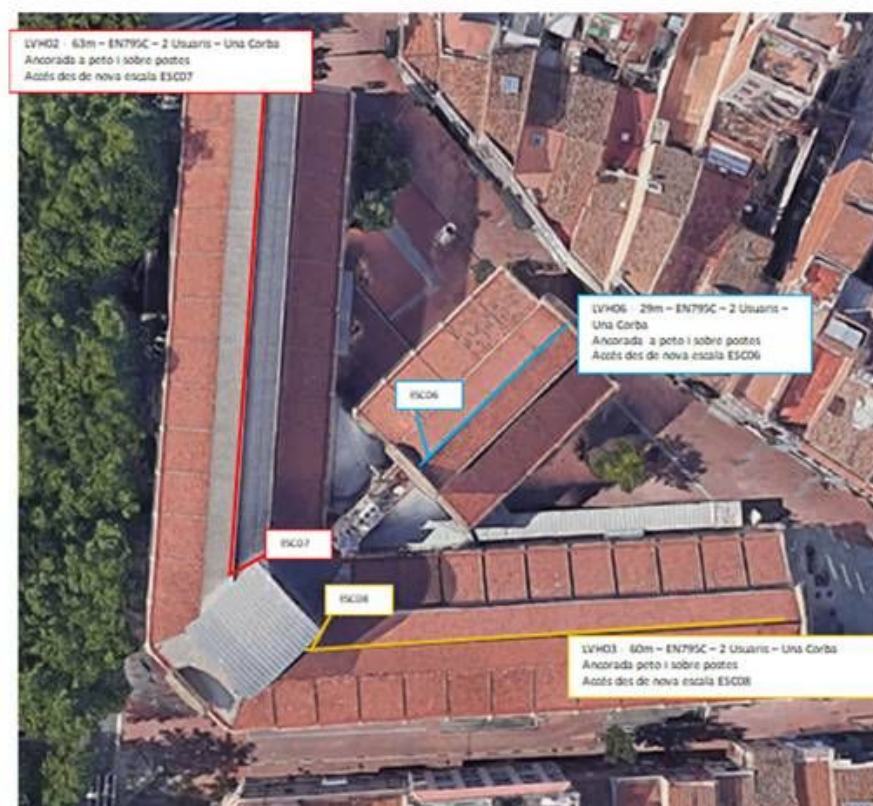 LVH02 - 63m – EN795C – 2 Usuaris – Una Corba
Ancorada a peto i sobre postes
Accés des de nova escala ESC07
LVH06 - 29m – EN795C – 2 Usuaris –
Una Corba
Ancorada a peto i sobre postes
Accés des de nova escala ESC06
ESC06
ESC07
ESC08
LVH03 - 60m – EN795C – 2 Usuaris – Una Corba
Ancorada peto i sobre postes
Accés des de nova escala ESC08